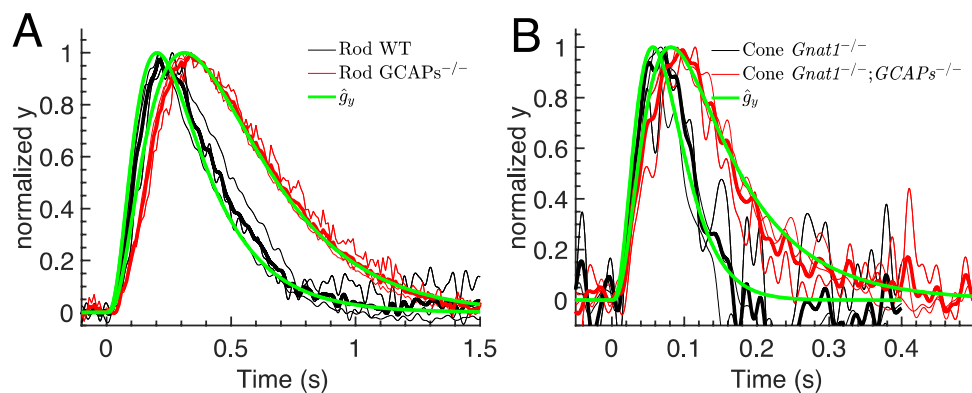 A
Rod WT
Rod GCAPs−/−
ĝy
normalized y
0
0.2
0.4
0.6
0.8
1
0
0.5
1
1.5
Time (s)
B
Cone Gnat1−/−
Cone Gnat1−/−;GCAPs−/−
ĝy
normalized y
0
0.2
0.4
0.6
0.8
1
0
0.1
0.2
0.3
0.4
Time (s)